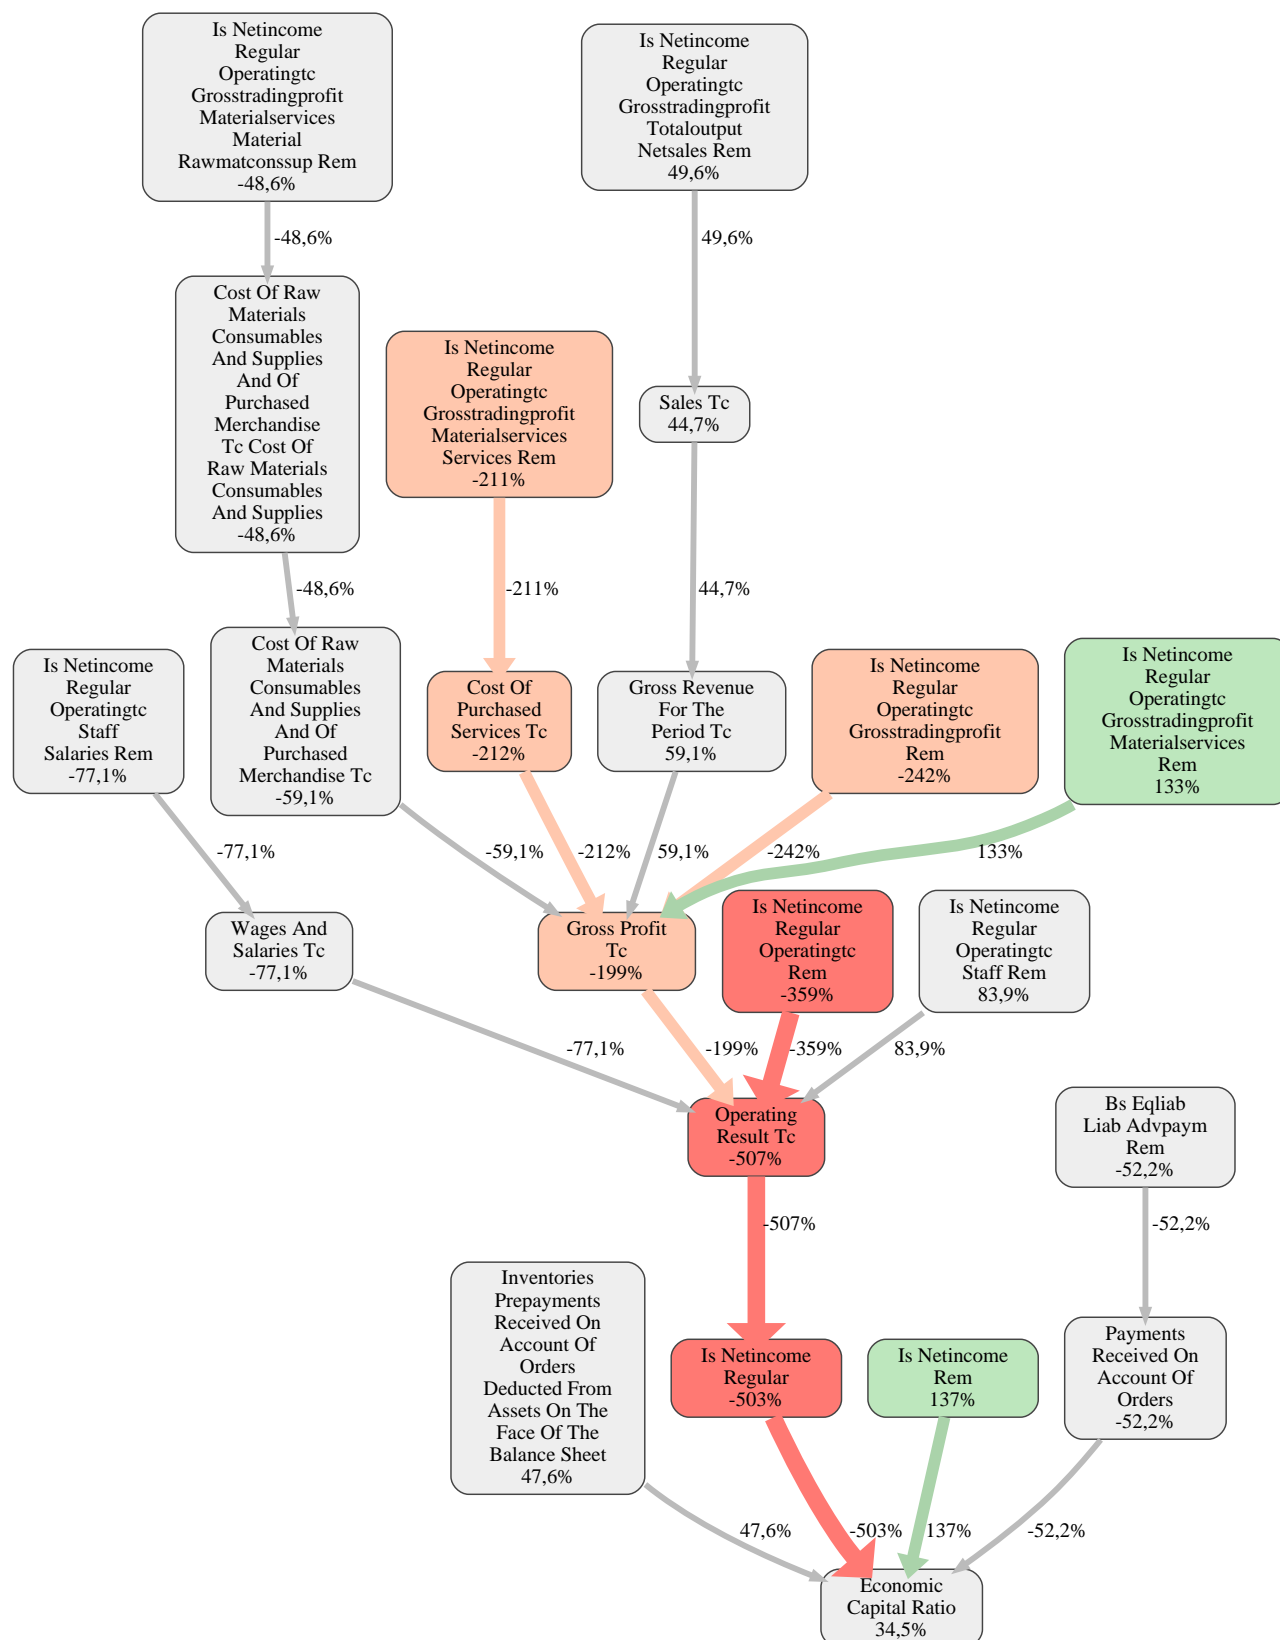 Is Netincome
Regular
Operatingtc
Grosstradingprofit
Materialservices
Material
Rawmatconssup Rem
-48,6%
Is Netincome
Regular
Operatingtc
Grosstradingprofit
Totaloutput
Netsales Rem
49,6%
-48,6%
49,6%
Cost Of Raw
Materials
Consumables
And Supplies
And Of
Purchased
Merchandise
Tc Cost Of
Raw Materials
Consumables
And Supplies
-48,6%
Is Netincome
Regular
Operatingtc
Grosstradingprofit
Materialservices
Services Rem
-211%
Sales Tc
44,7%
-48,6%
-211%
44,7%
Is Netincome
Regular
Operatingtc
Staff
Salaries Rem
-77,1%
Cost Of Raw
Materials
Consumables
And Supplies
And Of
Purchased
Merchandise Tc
-59,1%
Cost Of
Purchased
Services Tc
-212%
Gross Revenue
For The
Period Tc
59,1%
Is Netincome
Regular
Operatingtc
Grosstradingprofit
Rem
-242%
Is Netincome
Regular
Operatingtc
Grosstradingprofit
Materialservices
Rem
133%
-77,1%
-59,1%
-212%
59,1%
-242%
133%
Wages And
Salaries Tc
-77,1%
Gross Profit
Tc
-199%
Is Netincome
Regular
Operatingtc
Rem
-359%
Is Netincome
Regular
Operatingtc
Staff Rem
83,9%
-77,1%
-199%
-359%
83,9%
Operating
Result Tc
-507%
Bs Eqliab
Liab Advpaym
Rem
-52,2%
-507%
-52,2%
Inventories
Prepayments
Received On
Account Of
Orders
Deducted From
Assets On The
Face Of The
Balance Sheet
47,6%
Is Netincome
Regular
-503%
Is Netincome
Rem
137%
Payments
Received On
Account Of
Orders
-52,2%
47,6%
-503%
137%
-52,2%
Economic
Capital Ratio
34,5%